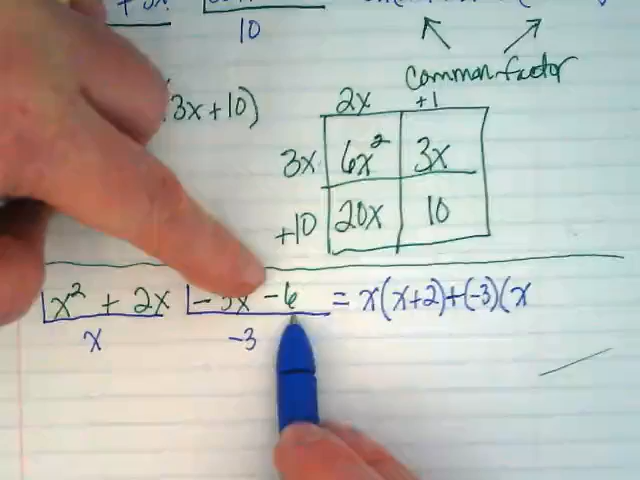 10
Common factor
3x+10)
2x +1
3x 6x² 3x
+10 20x 10
x² + 2x - 3x - 6 = x(x+2)+(-3)(x
x -3